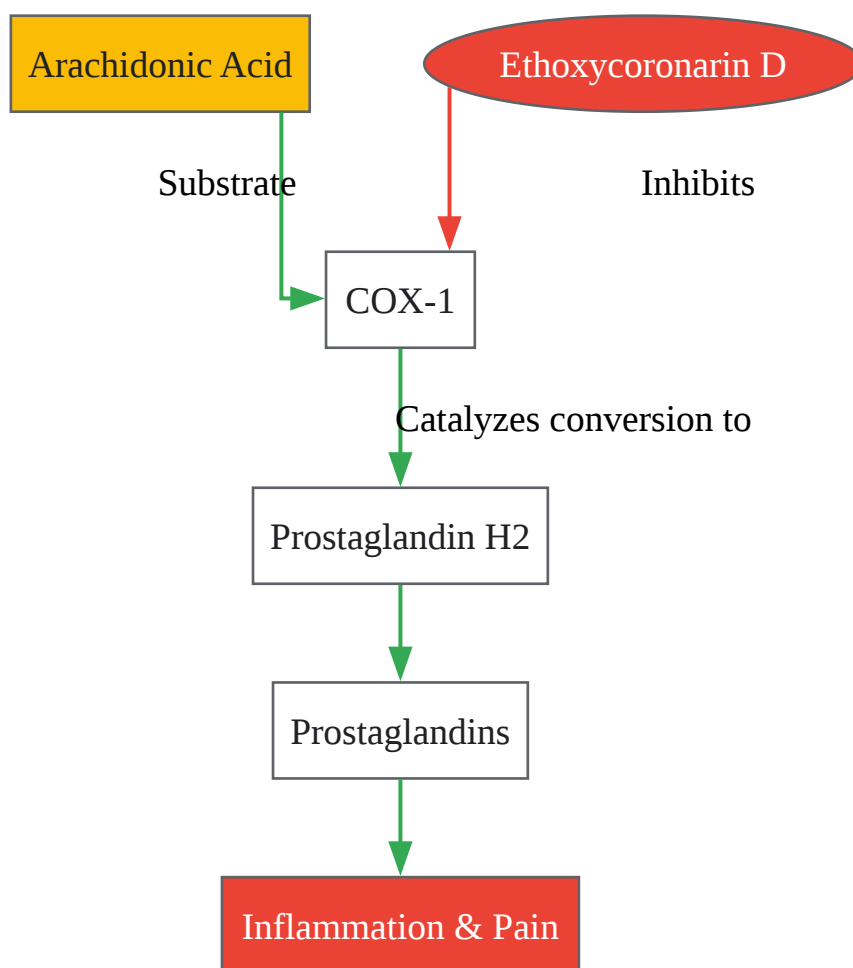 Arachidonic Acid
Ethoxycoronarin D
Substrate
Inhibits
COX-1
Catalyzes conversion to
Prostaglandin H2
Prostaglandins
Inflammation & Pain